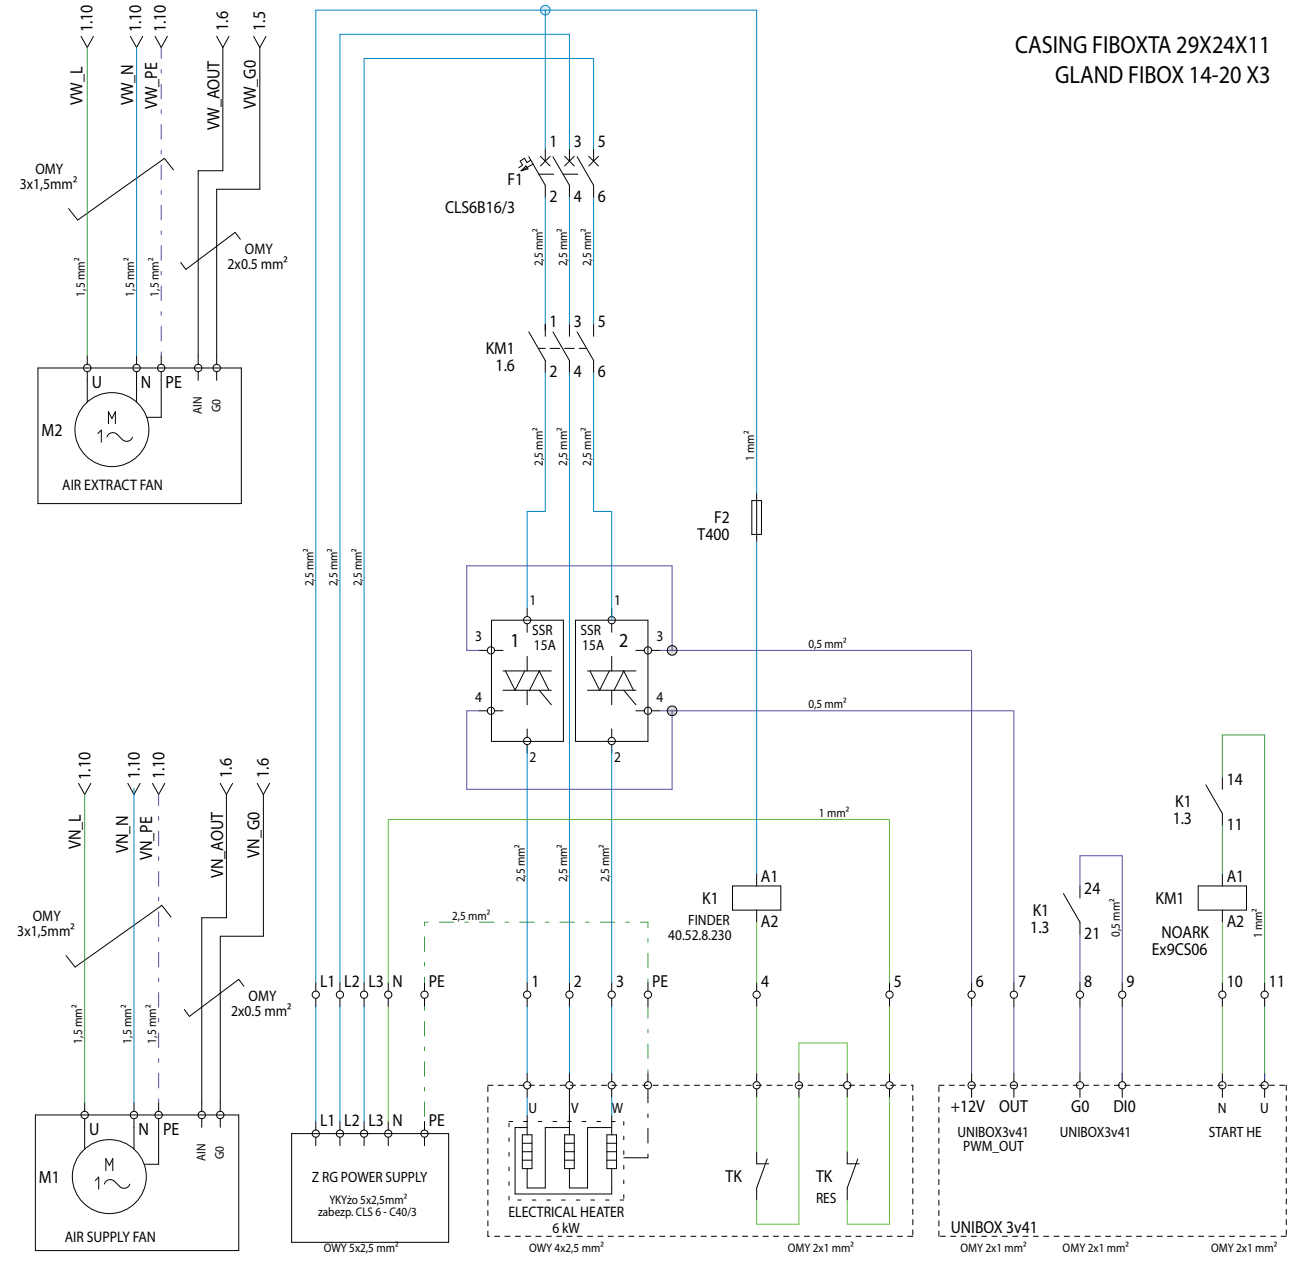 1.10
1.10
1.10
1.6
1.5
VW_L
VW_N
VW_PE
VW_AOUT
VW_G0
OMY
3x1,5mm²
OMY
2x0.5 mm²
1,5 mm²
1,5 mm²
1,5 mm²
U
N
PE
AIN
G0
M2
M
1
AIR EXTRACT FAN
CASING FIBOXTA 29X24X11
GLAND FIBOX 14-20 X3
1
3
5
F1
2
4
6
CLS6B16/3
2,5 mm²
2,5 mm²
2,5 mm²
1
3
5
KM1
1.6
2
4
6
2,5 mm²
2,5 mm²
2,5 mm²
1 mm²
F2
T400
2,5 mm²
2,5 mm²
2,5 mm²
1
1
SSR
15A
1
SSR
15A
2
3
3
4
4
2
2
0,5 mm²
0,5 mm²
1 mm²
2,5 mm²
2,5 mm²
2,5 mm²
2,5 mm²
A1
K1
A2
FINDER
40.52.8.230
K1
1.3
24
21
0,5 mm²
K1
1.3
14
11
A1
KM1
A2
NOARK
Ex9CS06
1 mm²
1.10
1.10
1.10
1.6
1.6
VN_L
VN_N
VN_PE
VN_AOUT
VN_G0
OMY
3x1,5mm²
OMY
2x0.5 mm²
1,5 mm²
1,5 mm²
1,5 mm²
U
N
PE
AIN
G0
M1
M
1
AIR SUPPLY FAN
L1
L2
L3
N
PE
1
2
3
PE
4
5
6
7
8
9
10
11
L1
L2
L3
N
PE
Z RG POWER SUPPLY
YKYżo 5x2,5mm²
zabezp. CLS 6 - C40/3
OWY 5x2,5 mm²
U
V
W
ELECTRICAL HEATER
6 kW
OWY 4x2,5 mm²
TK
TK
RES
OMY 2x1 mm²
+12V
OUT
G0
DI0
N
U
UNIBOX3v41
PWM_OUT
UNIBOX3v41
START HE
UNIBOX 3v41
OMY 2x1 mm²
OMY 2x1 mm²
OMY 2x1 mm²